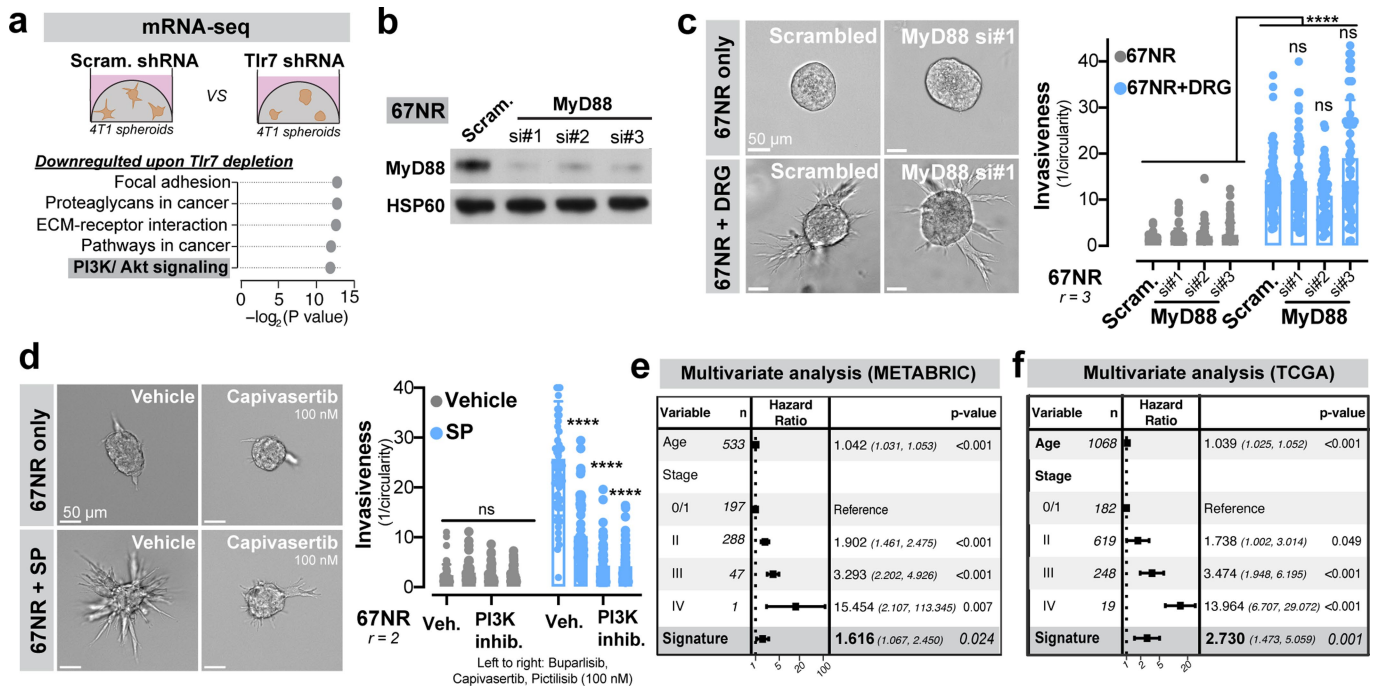 a
mRNA-seq
Scram. shRNA
Tlr7 shRNA
VS
4T1 spheroids
4T1 spheroids
Downregulted upon Tlr7 depletion
Focal adhesion
Proteaglycans in cancer
ECM-receptor interaction
Pathways in cancer
PI3K/ Akt signaling
0 5 10 15
−log2(P value)
b
67NR
Scram.
MyD88
si#1 si#2 si#3
MyD88
HSP60
c
67NR only
67NR + DRG
Scrambled
MyD88 si#1
50 µm
Scrambled
MyD88 si#1
Invasiveness
(1/circularity)
40
30
20
10
0
67NR
67NR+DRG
****
ns
ns
ns
67NR
r = 3
Scram.
si#1
si#2
si#3
MyD88
Scram.
si#1
si#2
si#3
MyD88
d
67NR only
67NR + SP
Vehicle
Capivasertib
100 nM
50 µm
Vehicle
Capivasertib
100 nM
Invasiveness
(1/circularity)
40
30
20
10
0
Vehicle
SP
ns
****
****
****
67NR
r = 2
Veh.
PI3K
inhib.
Veh.
PI3K
inhib.
Left to right: Buparlisib,
Capivasertib, Pictilisib (100 nM)
e
Multivariate analysis (METABRIC)
Variable n Hazard Ratio p-value
Age 533 1.042 (1.031, 1.053) <0.001
Stage
0/1 197 Reference
II 288 1.902 (1.461, 2.475) <0.001
III 47 3.293 (2.202, 4.926) <0.001
IV 1 15.454 (2.107, 113.345) 0.007
Signature 1.616 (1.067, 2.450) 0.024
1 5 20 100
f
Multivariate analysis (TCGA)
Variable n Hazard Ratio p-value
Age 1068 1.039 (1.025, 1.052) <0.001
Stage
0/1 182 Reference
II 619 1.738 (1.002, 3.014) 0.049
III 248 3.474 (1.948, 6.195) <0.001
IV 19 13.964 (6.707, 29.072) <0.001
Signature 2.730 (1.473, 5.059) 0.001
1 2 5 20